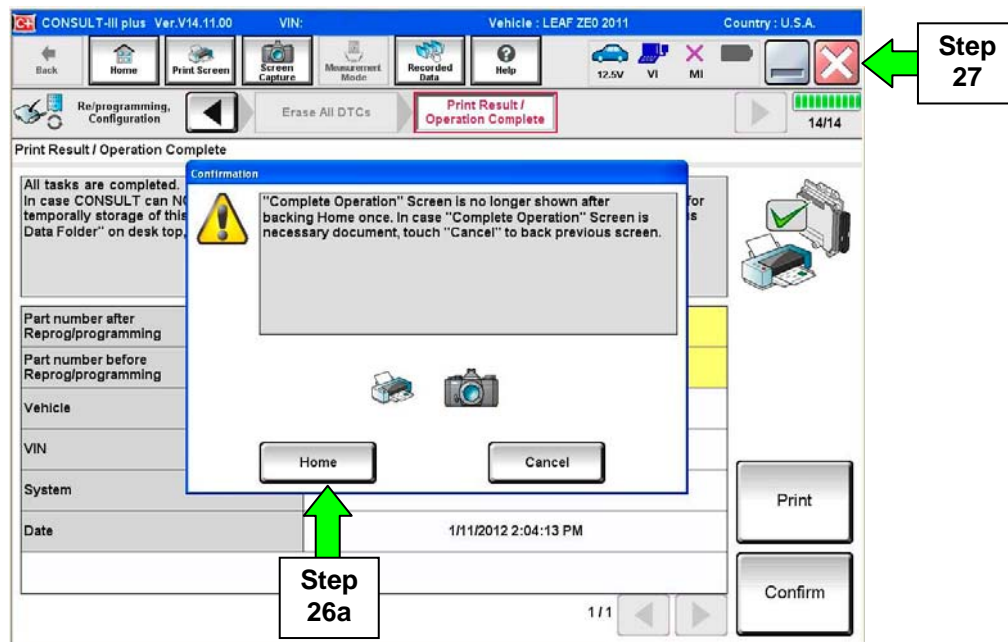 CONSULT-III plus Ver.V14.11.00 VIN: Vehicle : LEAF ZE0 2011 Country : U.S.A.
Back Home Print Screen Screen Capture Measurement Mode Recorded Data Help 12.5V VI MI
Step
27
Re/programming,
Configuration
Erase All DTCs
Print Result /
Operation Complete
14/14
Print Result / Operation Complete
All tasks are completed.
In case CONSULT can NO for
temporally storage of this s
Data Folder" on desk top,
Confirmation
"Complete Operation" Screen is no longer shown after
backing Home once. In case "Complete Operation" Screen is
necessary document, touch "Cancel" to back previous screen.
Home Cancel
Part number after
Reprog/programming
Part number before
Reprog/programming
Vehicle
VIN
System
Date 1/11/2012 2:04:13 PM
Step
26a
1/1
Print
Confirm